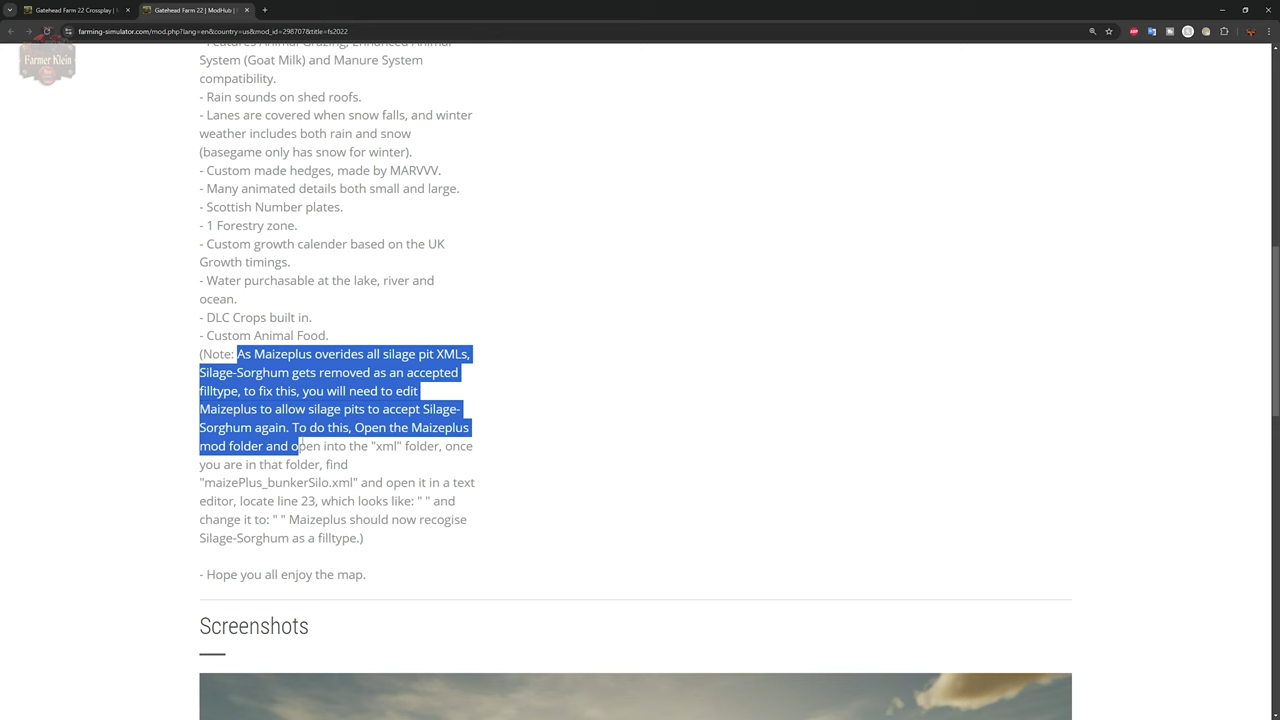 Gatehead Farm 22 Crossplay |
Gatehead Farm 22 | ModHub |
farming-simulator.com/mod.php?lang=en&country=us&mod_id=298707&title=fs2022
Farmer Klein
- Features Animal Grazing, Enhanced Animal
System (Goat Milk) and Manure System
compatibility.
- Rain sounds on shed roofs.
- Lanes are covered when snow falls, and winter
weather includes both rain and snow
(basegame only has snow for winter).
- Custom made hedges, made by MARVVV.
- Many animated details both small and large.
- Scottish Number plates.
- 1 Forestry zone.
- Custom growth calender based on the UK
Growth timings.
- Water purchasable at the lake, river and
ocean.
- DLC Crops built in.
- Custom Animal Food.
(Note: As Maizeplus overides all silage pit XMLs,
Silage-Sorghum gets removed as an accepted
filltype, to fix this, you will need to edit
Maizeplus to allow silage pits to accept Silage-
Sorghum again. To do this, Open the Maizeplus
mod folder and open into the "xml" folder, once
you are in that folder, find
"maizePlus_bunkerSilo.xml" and open it in a text
editor, locate line 23, which looks like: " " and
change it to: " " Maizeplus should now recogise
Silage-Sorghum as a filltype.)
- Hope you all enjoy the map.
Screenshots